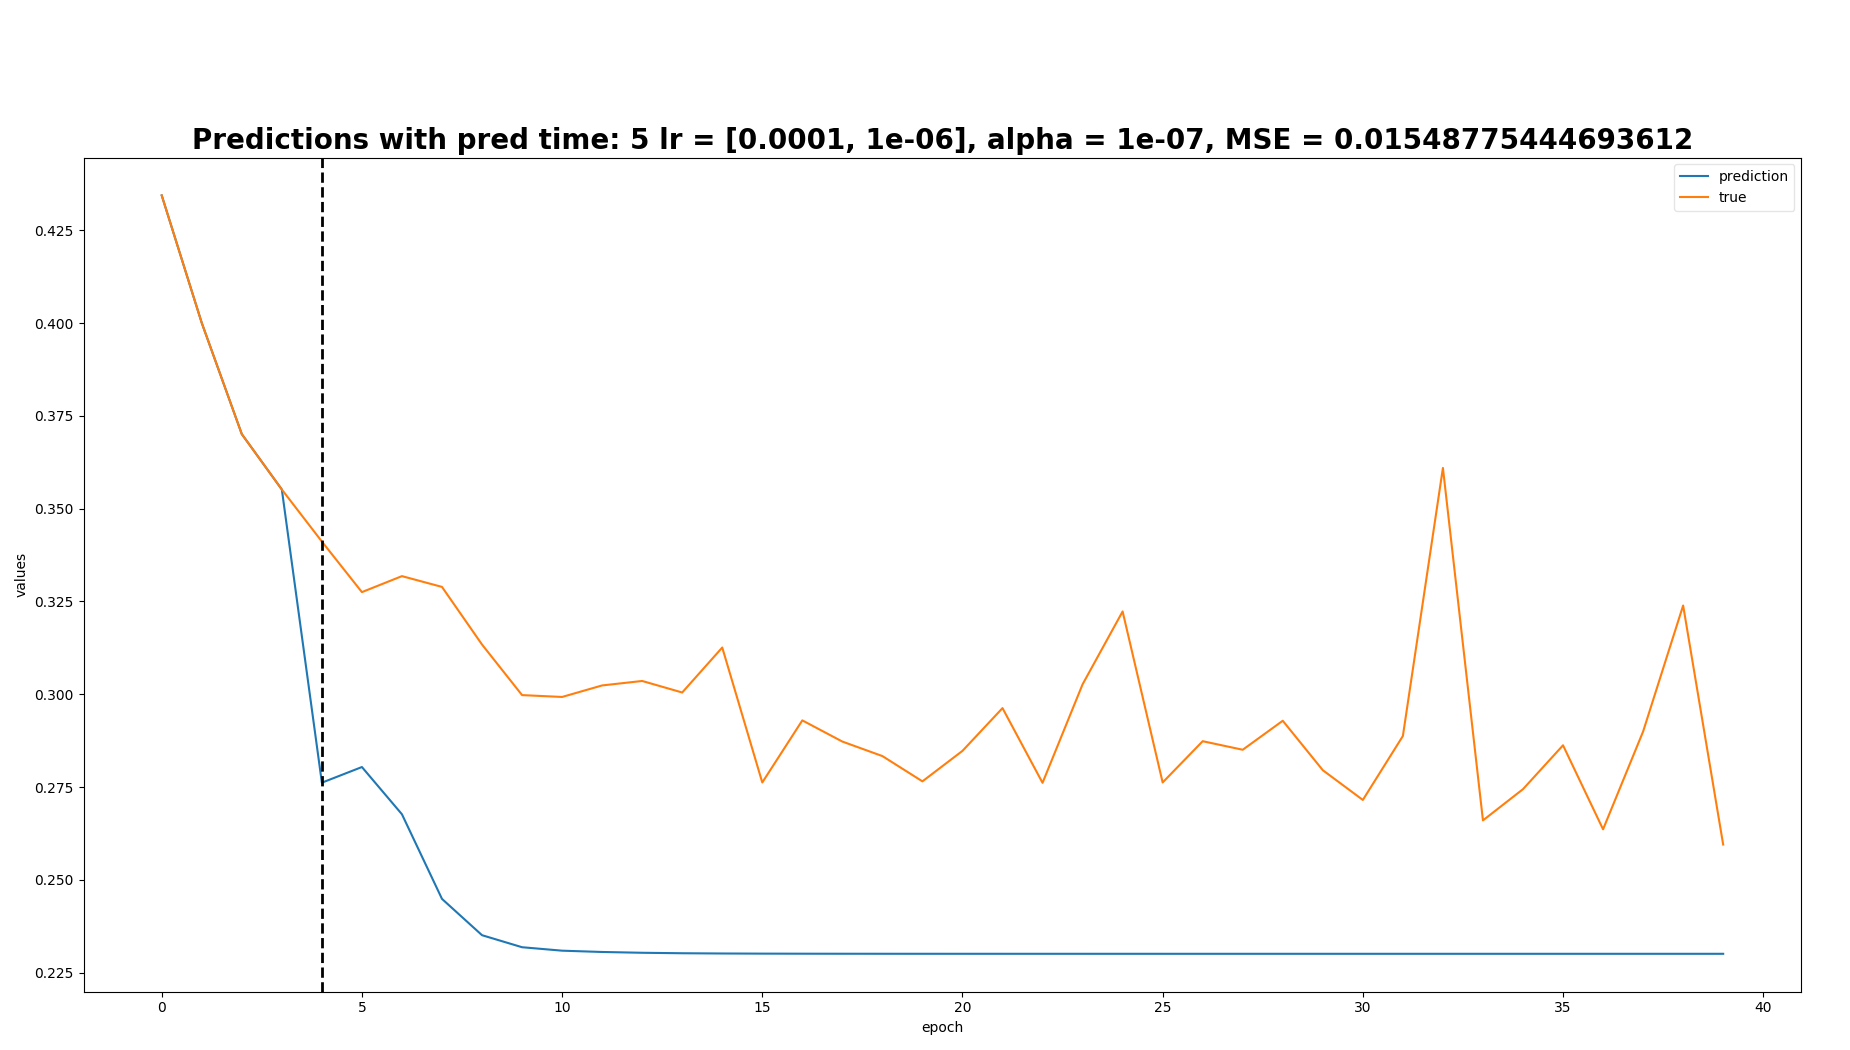 Predictions with pred time: 5 lr = [0.0001, 1e-06], alpha = 1e-07, MSE = 0.01548775444693612
prediction
true
0.425
0.400
0.375
0.350
0.325
0.300
0.275
0.250
0.225
values
0 5 10 15 20 25 30 35 40
epoch